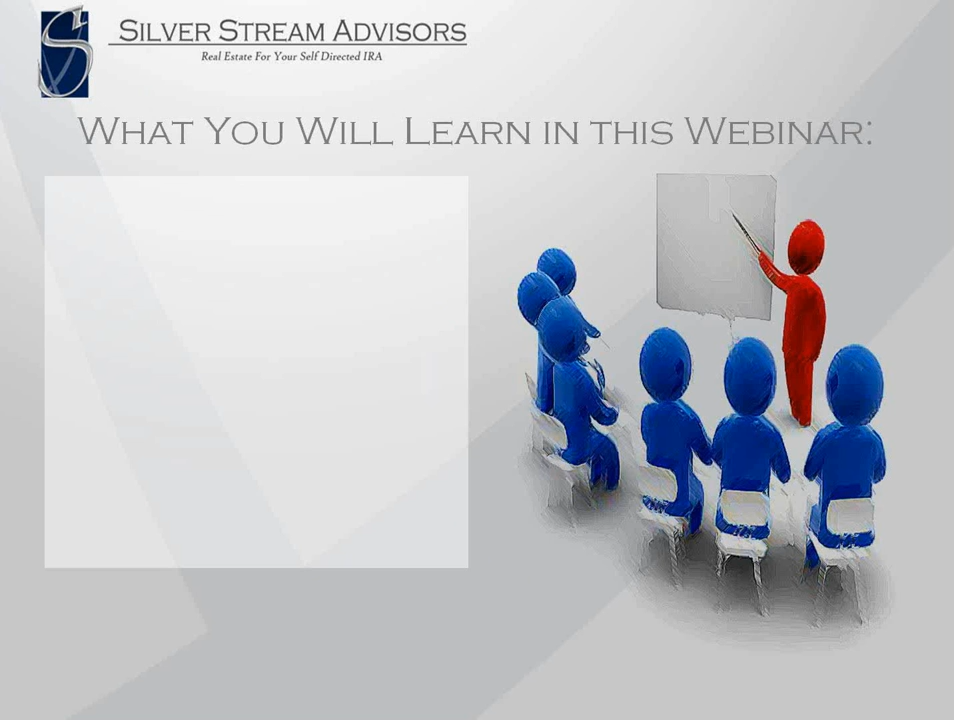 SILVER STREAM ADVISORS
Real Estate For Your Self Directed IRA
WHAT YOU WILL LEARN IN THIS WEBINAR: